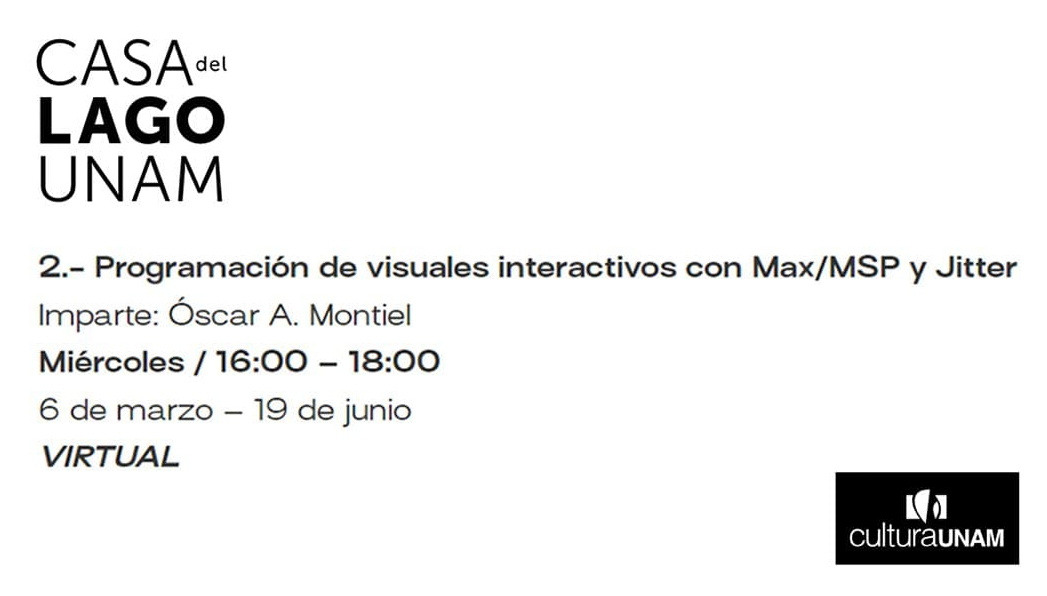 CASA del
LAGO
UNAM
2.- Programación de visuales interactivos con Max/MSP y Jitter
Imparte: Óscar A. Montiel
Miércoles / 16:00 – 18:00
6 de marzo – 19 de junio
VIRTUAL
culturaUNAM